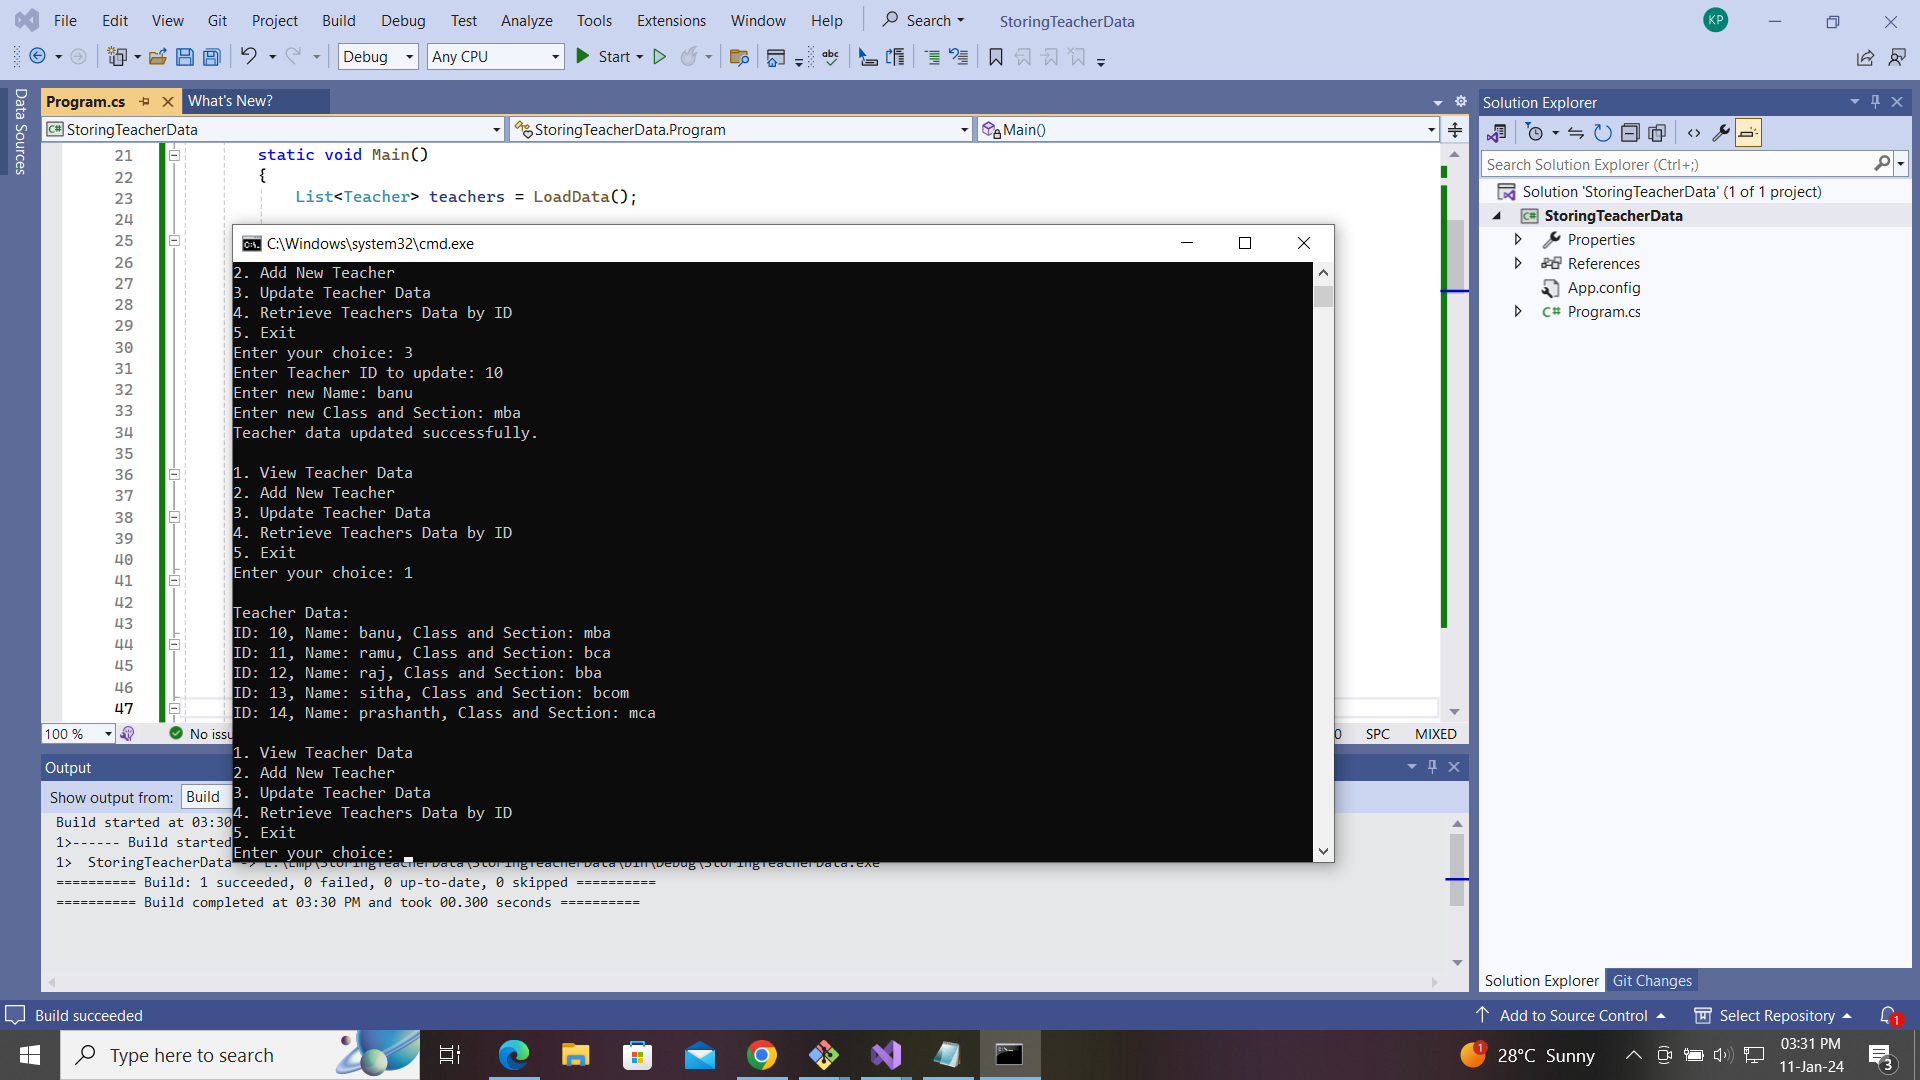 File Edit View Git Project Build Debug Test Analyze Tools Extensions Window Help Search StoringTeacherData KP
Debug Any CPU Start
Data Sources
Program.cs What's New?
StoringTeacherData StoringTeacherData.Program Main()
21 static void Main()
22 {
23 List<Teacher> teachers = LoadData();
24
25
26
27
28
29
30
31
32
33
34
35
36
37
38
39
40
41
42
43
44
45
46
47
C:\Windows\system32\cmd.exe
2. Add New Teacher
3. Update Teacher Data
4. Retrieve Teachers Data by ID
5. Exit
Enter your choice: 3
Enter Teacher ID to update: 10
Enter new Name: banu
Enter new Class and Section: mba
Teacher data updated successfully.
1. View Teacher Data
2. Add New Teacher
3. Update Teacher Data
4. Retrieve Teachers Data by ID
5. Exit
Enter your choice: 1
Teacher Data:
ID: 10, Name: banu, Class and Section: mba
ID: 11, Name: ramu, Class and Section: bca
ID: 12, Name: raj, Class and Section: bba
ID: 13, Name: sitha, Class and Section: bcom
ID: 14, Name: prashanth, Class and Section: mca
1. View Teacher Data
2. Add New Teacher
3. Update Teacher Data
4. Retrieve Teachers Data by ID
5. Exit
Enter your choice:
100 % No issu 0 SPC MIXED
Output
Show output from: Build
Build started at 03:30
1>------ Build started
1> StoringTeacherData
========== Build: 1 succeeded, 0 failed, 0 up-to-date, 0 skipped ==========
========== Build completed at 03:30 PM and took 00.300 seconds ==========
Solution Explorer
Search Solution Explorer (Ctrl+;)
Solution 'StoringTeacherData' (1 of 1 project)
StoringTeacherData
Properties
References
App.config
Program.cs
Solution Explorer Git Changes
Build succeeded Add to Source Control Select Repository 1
Type here to search 1 28°C Sunny 03:31 PM
11-Jan-24 3